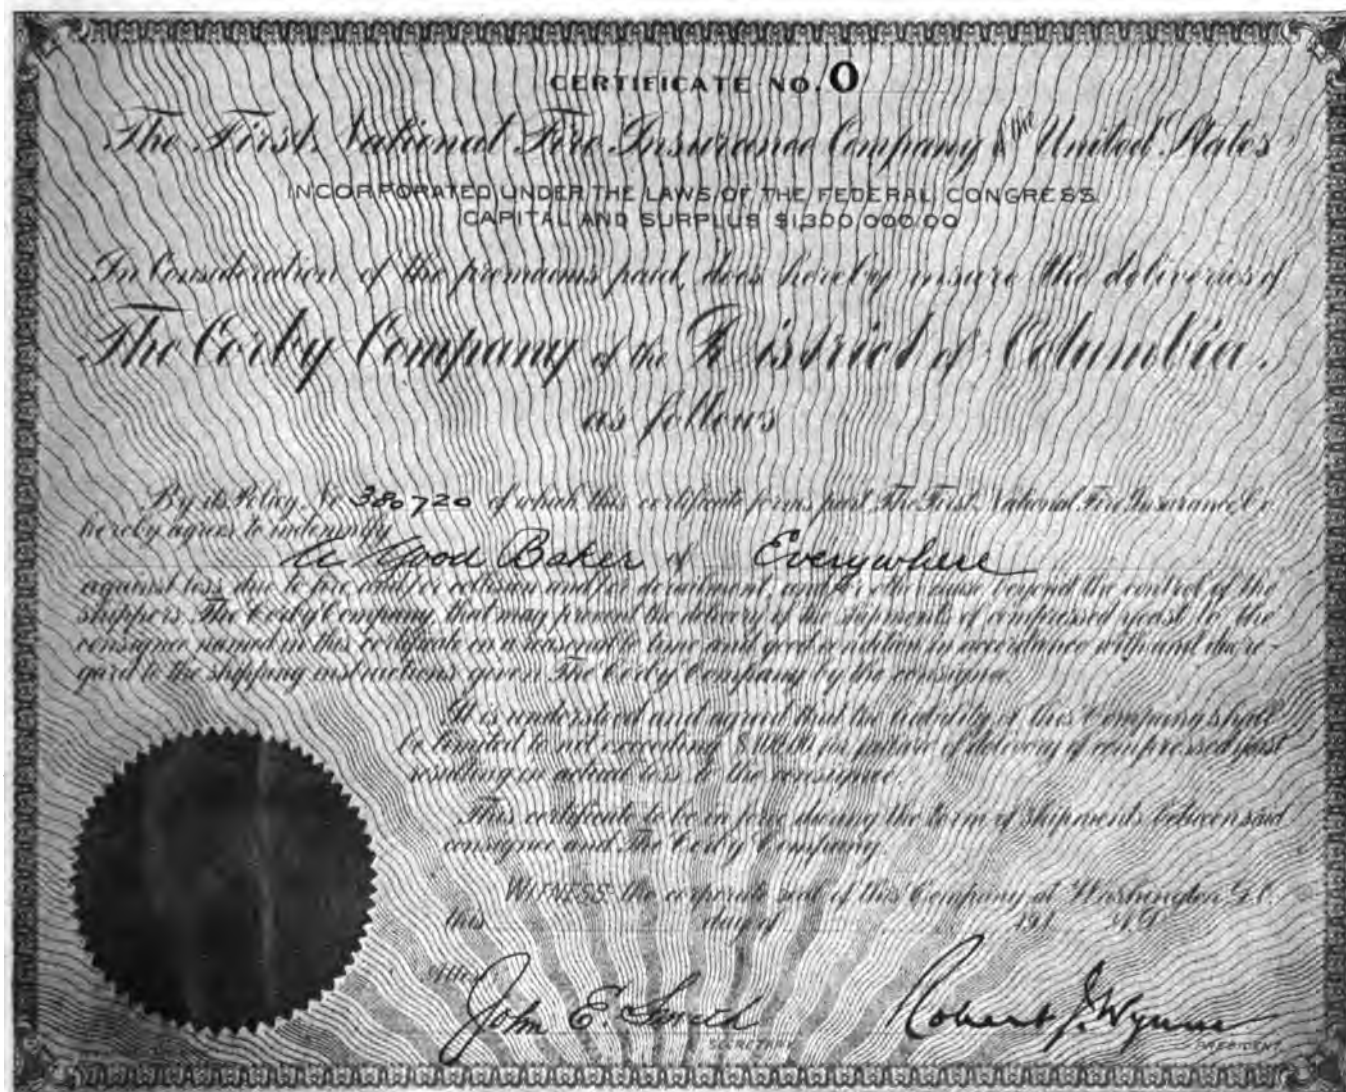 CERTIFICATE NO. 0
The First National Fire Insurance Company of the United States
INCORPORATED UNDER THE LAWS OF THE FEDERAL CONGRESS.
CAPITAL AND SURPLUS $1,300,000.00
In Consideration of the premiums paid, does hereby insure the deliveries of
The Corby Company of the District of Columbia.
as follows
By its Policy No 380720 of which this certificate forms part The First National Fire Insurance Co.
hereby agrees to indemnify
A Good Baker of Everywhere
against loss due to fire and/or collision and/or derailment and/or other cause beyond the control of the
shippers, The Corby Company, that may prevent the delivery of the shipments of compressed yeast to the
consignee named in this certificate in reasonable time and good condition in accordance with and due re-
gard to the shipping instructions given The Corby Company by the consignee.
It is understood and agreed that the liability of this Company shall
be limited to not exceeding for failure of delivery of compressed yeast
resulting in actual loss to the consignee.
This certificate to be in force during the term of shipments between said
consignee and The Corby Company
WITNESS the corporate seal of this Company at Washington, D.C.
this day of 191 A.D.
Attest
John E. Smith Robert J. Wynne
SECRETARY PRESIDENT